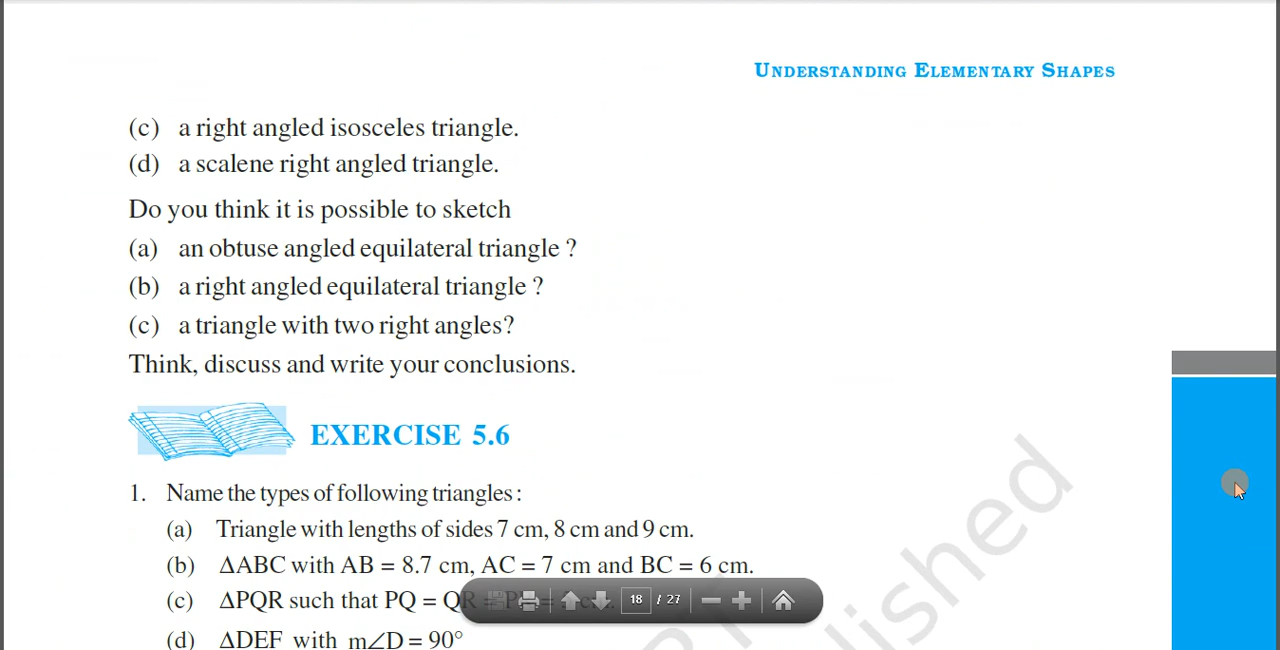 UNDERSTANDING ELEMENTARY SHAPES
(c) a right angled isosceles triangle.
(d) a scalene right angled triangle.
Do you think it is possible to sketch
(a) an obtuse angled equilateral triangle ?
(b) a right angled equilateral triangle ?
(c) a triangle with two right angles?
Think, discuss and write your conclusions.
EXERCISE 5.6
1. Name the types of following triangles :
(a) Triangle with lengths of sides 7 cm, 8 cm and 9 cm.
(b) ΔABC with AB = 8.7 cm, AC = 7 cm and BC = 6 cm.
(c) ΔPQR such that PQ = QR
18 / 27
(d) ΔDEF with m∠D = 90°
lished